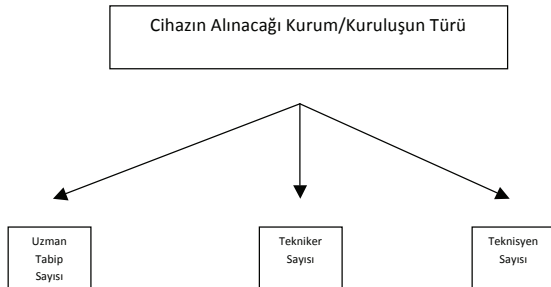 Cihazın Alınacağı Kurum/Kuruluşun Türü
Uzman
Tabip
Sayısı
Tekniker
Sayısı
Teknisyen
Sayısı